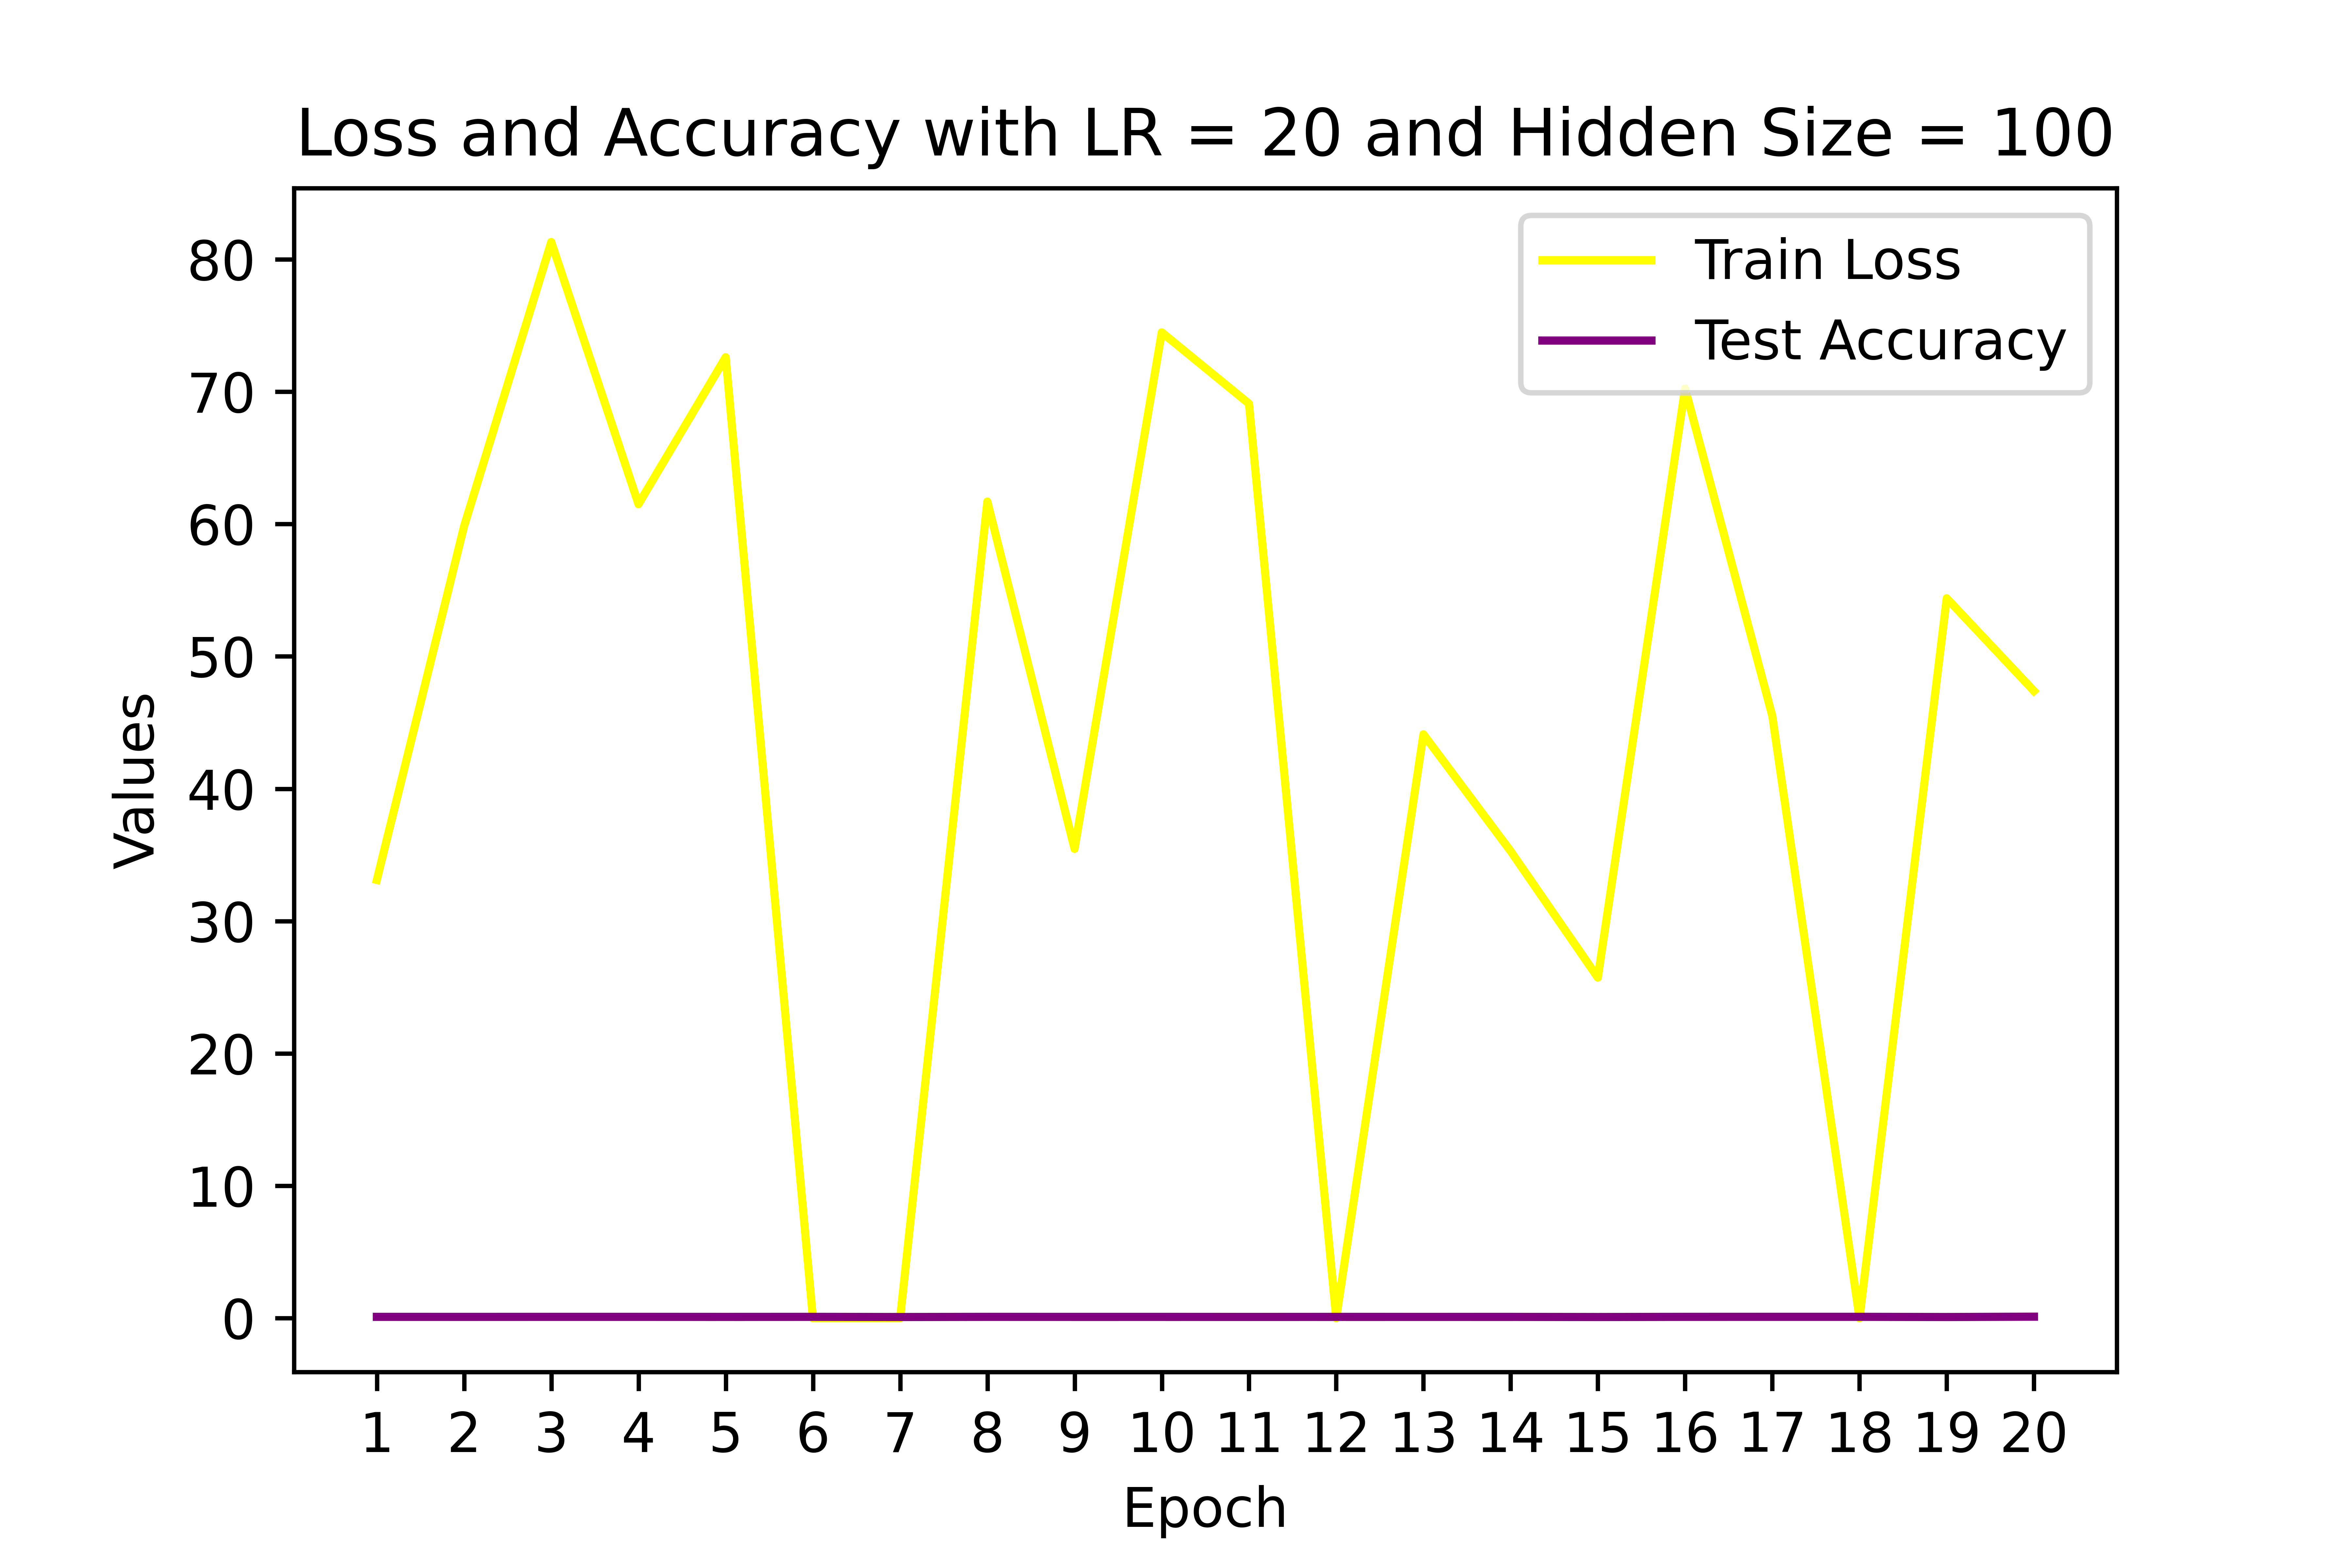 Loss and Accuracy with LR = 20 and Hidden Size = 100
Train Loss
Test Accuracy
80
70
60
50
40
30
20
10
0
Values
1 2 3 4 5 6 7 8 9 10 11 12 13 14 15 16 17 18 19 20
Epoch